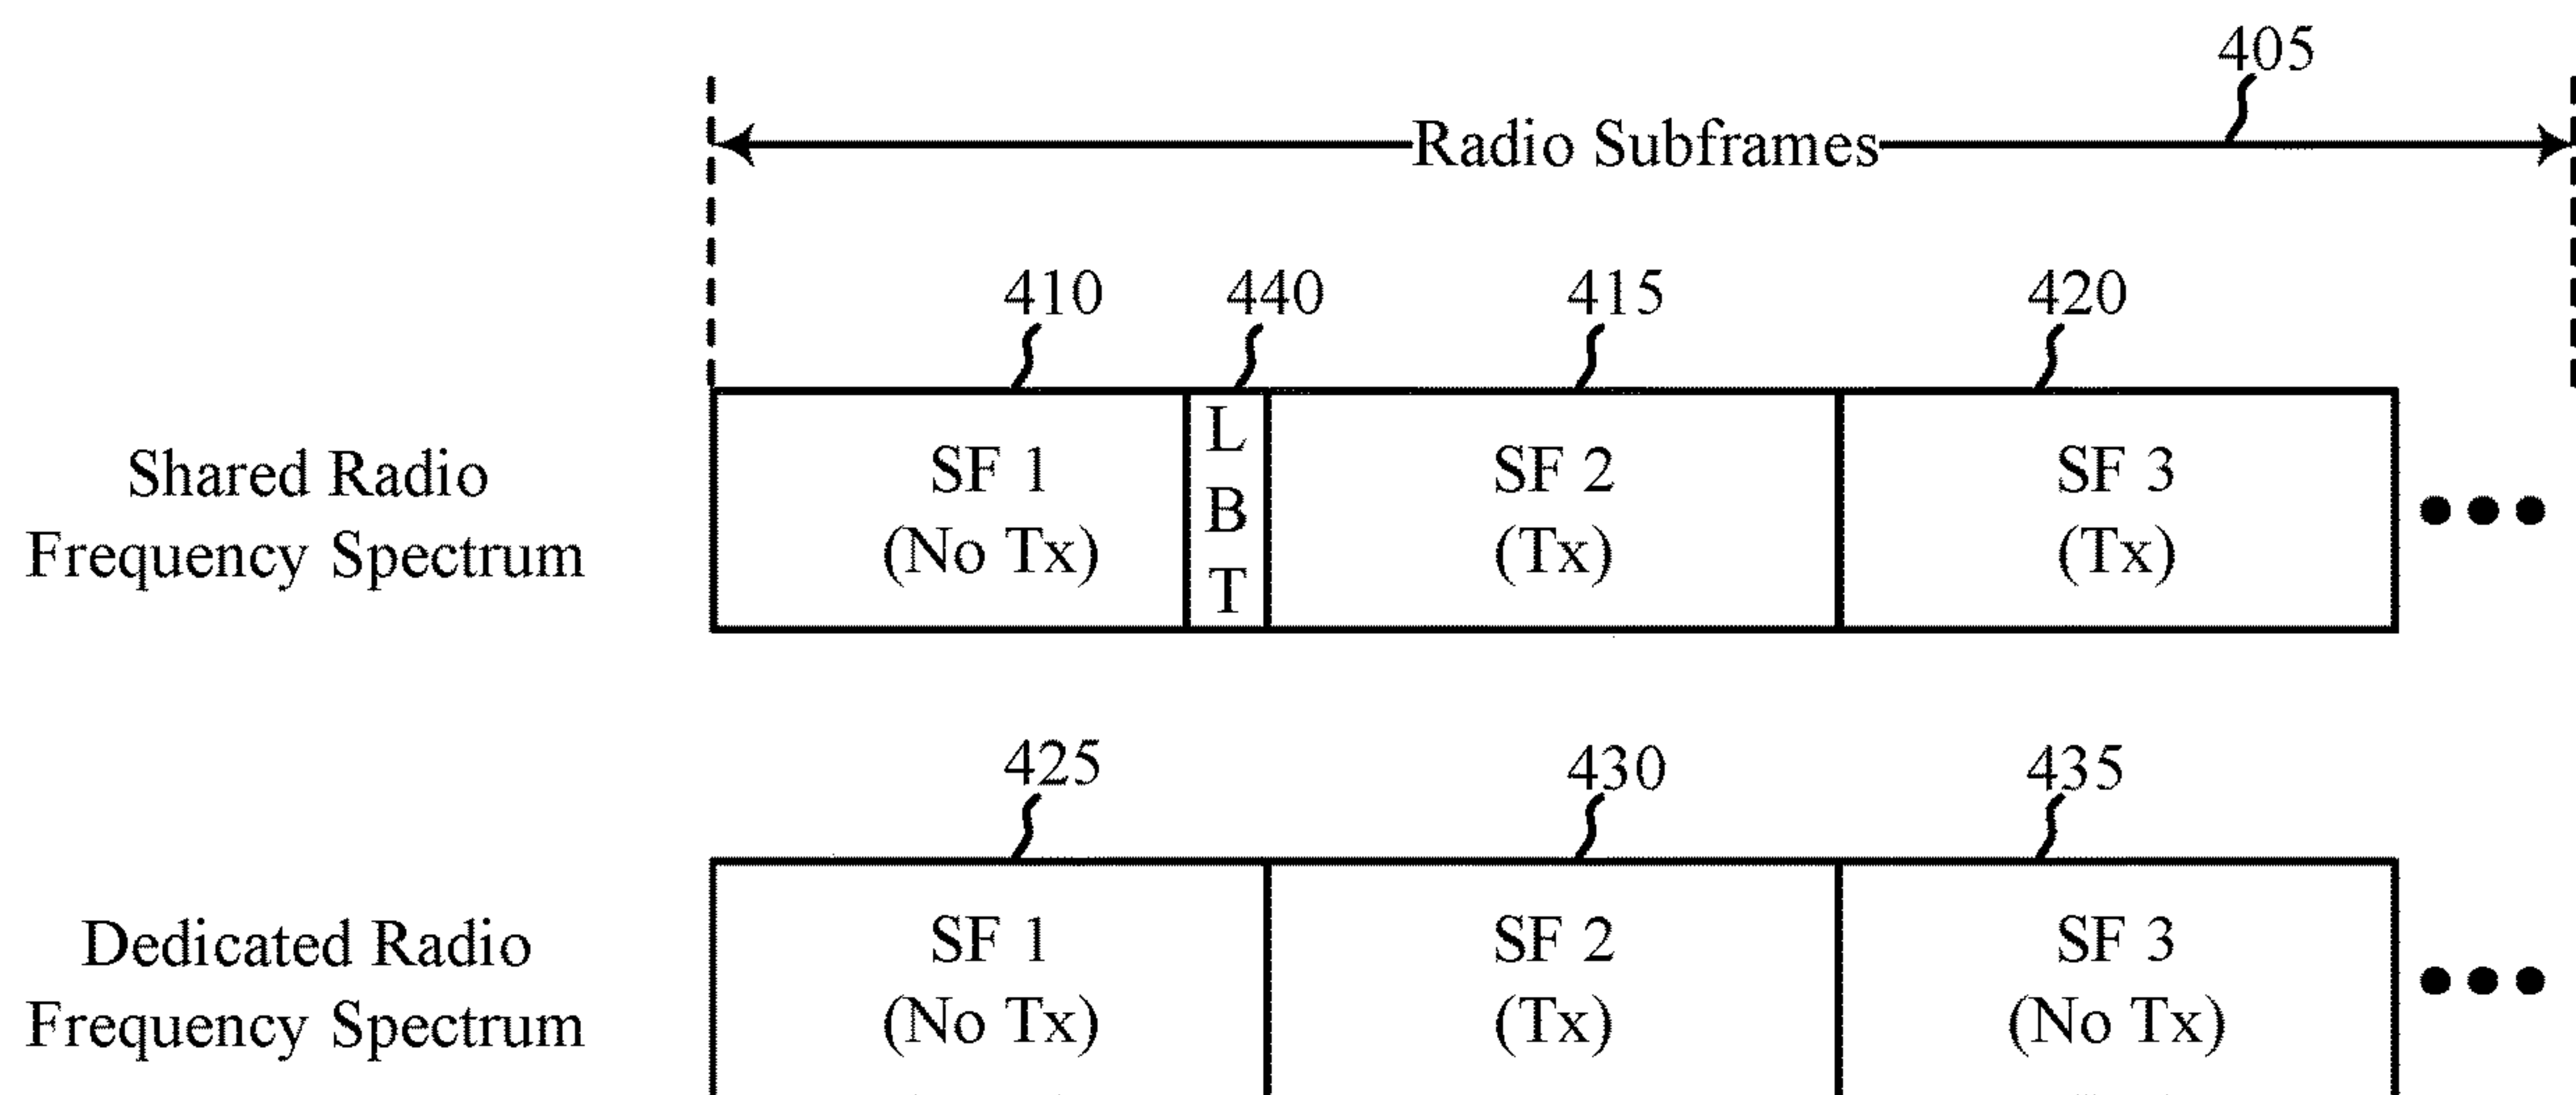 405
Radio Subframes
410 440 415 420
Shared Radio
Frequency Spectrum
SF 1
(No Tx)
L
B
T
SF 2
(Tx)
SF 3
(Tx)
425 430 435
Dedicated Radio
Frequency Spectrum
SF 1
(No Tx)
SF 2
(Tx)
SF 3
(No Tx)